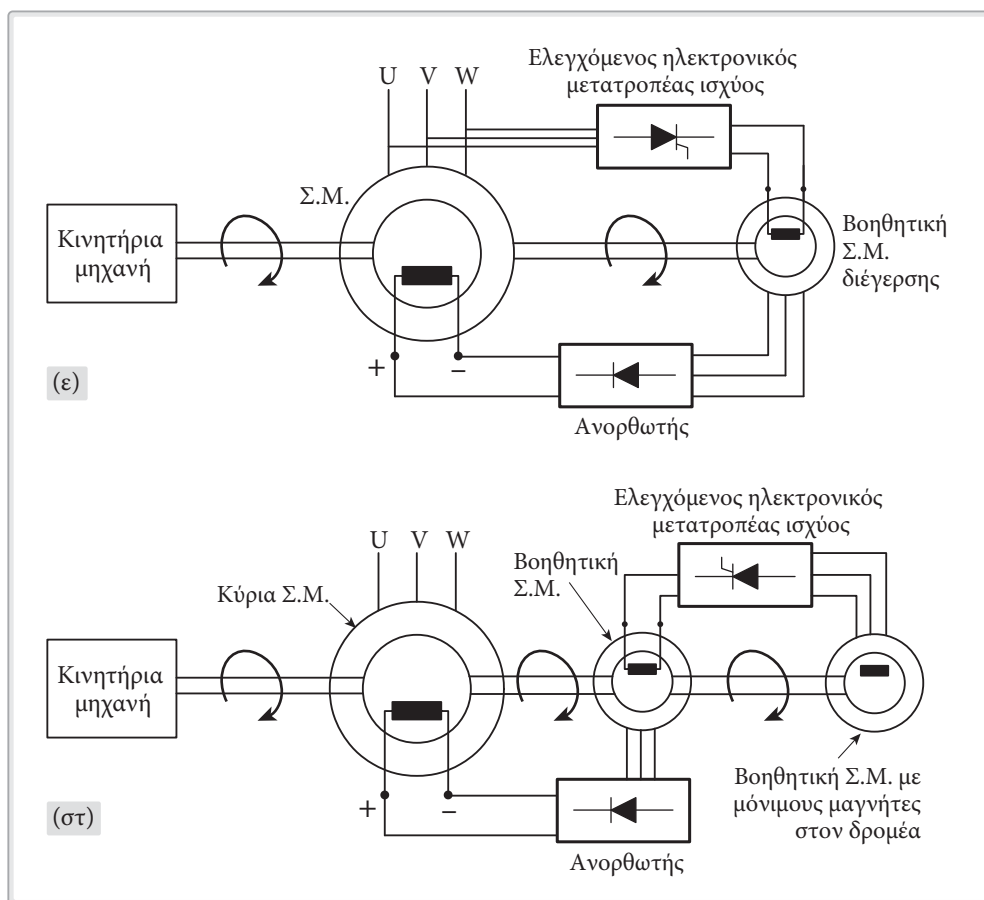 Ελεγχόμενος ηλεκτρονικός
μετατροπέας ισχύος
U V W
Σ.Μ.
Κινητήρια
μηχανή
Βοηθητική
Σ.Μ.
διέγερσης
+ –
(ε)
Ανορθωτής
Ελεγχόμενος ηλεκτρονικός
μετατροπέας ισχύος
U V W
Βοηθητική
Σ.Μ.
Κύρια Σ.Μ.
Κινητήρια
μηχανή
Βοηθητική Σ.Μ. με
μόνιμους μαγνήτες
στον δρομέα
+ –
(στ)
Ανορθωτής